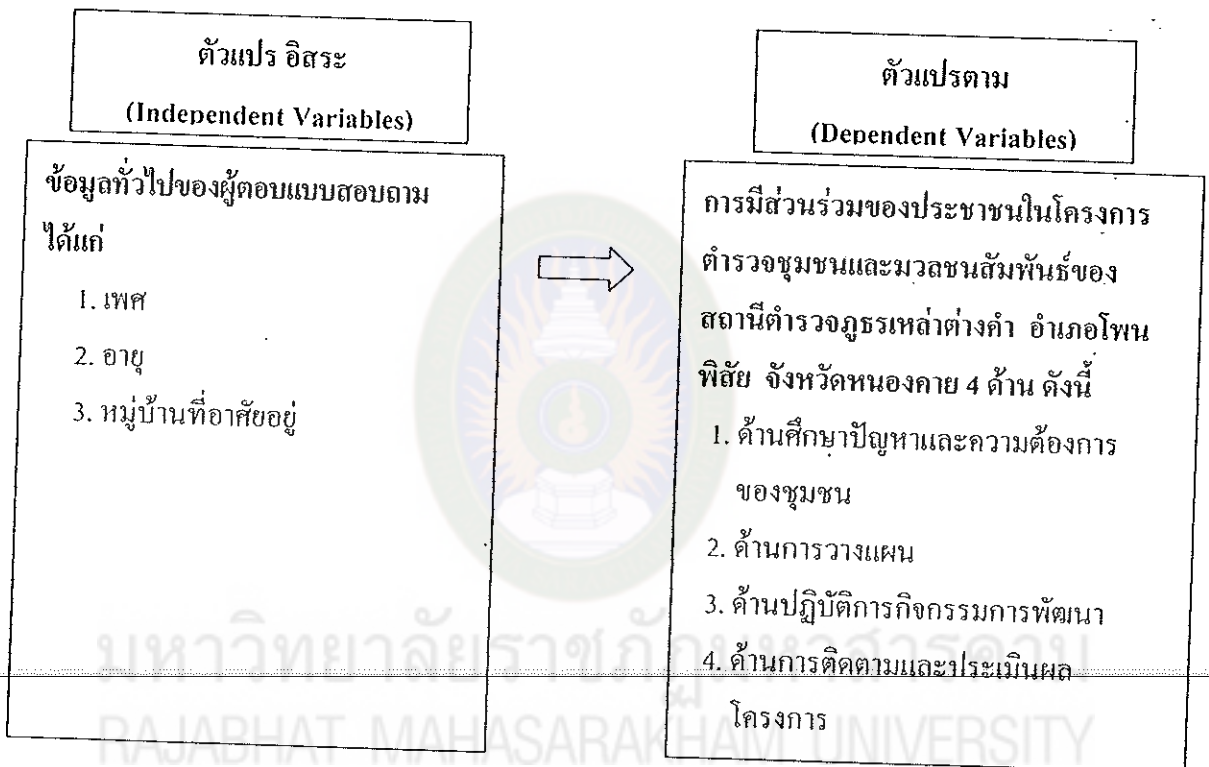 ตัวแปร อิสระ
(Independent Variables)
ข้อมูลทั่วไปของผู้ตอบแบบสอบถาม
ได้แก่
1. เพศ
2. อายุ
3. หมู่บ้านที่อาศัยอยู่
ตัวแปรตาม
(Dependent Variables)
การมีส่วนร่วมของประชาชนในโครงการ
ตำรวจชุมชนและมวลชนสัมพันธ์ของ
สถานีตำรวจภูธรเหล่าต่างคำ อำเภอโพน
พิสัย จังหวัดหนองคาย 4 ด้าน ดังนี้
1. ด้านศึกษาปัญหาและความต้องการ
ของชุมชน
2. ด้านการวางแผน
3. ด้านปฏิบัติการกิจกรรมการพัฒนา
4. ด้านการติดตามและประเมินผล
โครงการ
มหาวิทยาลัยราชภัฏมหาสารคาม
RAJABHAT MAHASARAKHAM UNIVERSITY